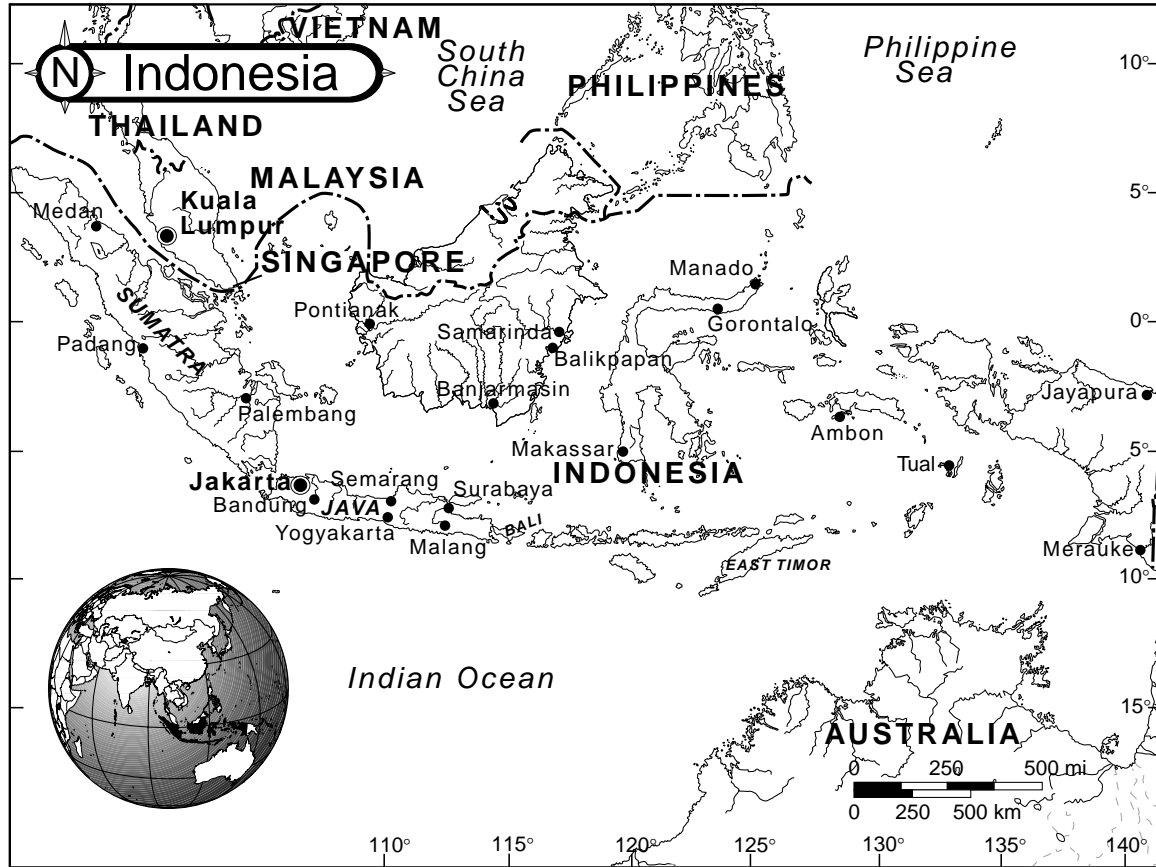 VIETNAM
South
China
Sea
Philippine
Sea
N Indonesia
10°
PHILIPPINES
THAILAND
MALAYSIA
5°
Kuala
Lumpur
Medan
SINGAPORE
Manado
SUMATRA
Pontianak
Gorontalo
0°
Samarinda
Padang
Balikpapan
Banjarmasin
Jayapura
Palembang
Ambon
Makassar
5°
INDONESIA
Tual
Jakarta
Semarang
Surabaya
Bandung
JAVA
BALI
Yogyakarta
Malang
Merauke
EAST TIMOR
10°
Indian Ocean
15°
AUSTRALIA
0 250 500 mi
0 250 500 km
110° 115° 120° 130° 135° 140°